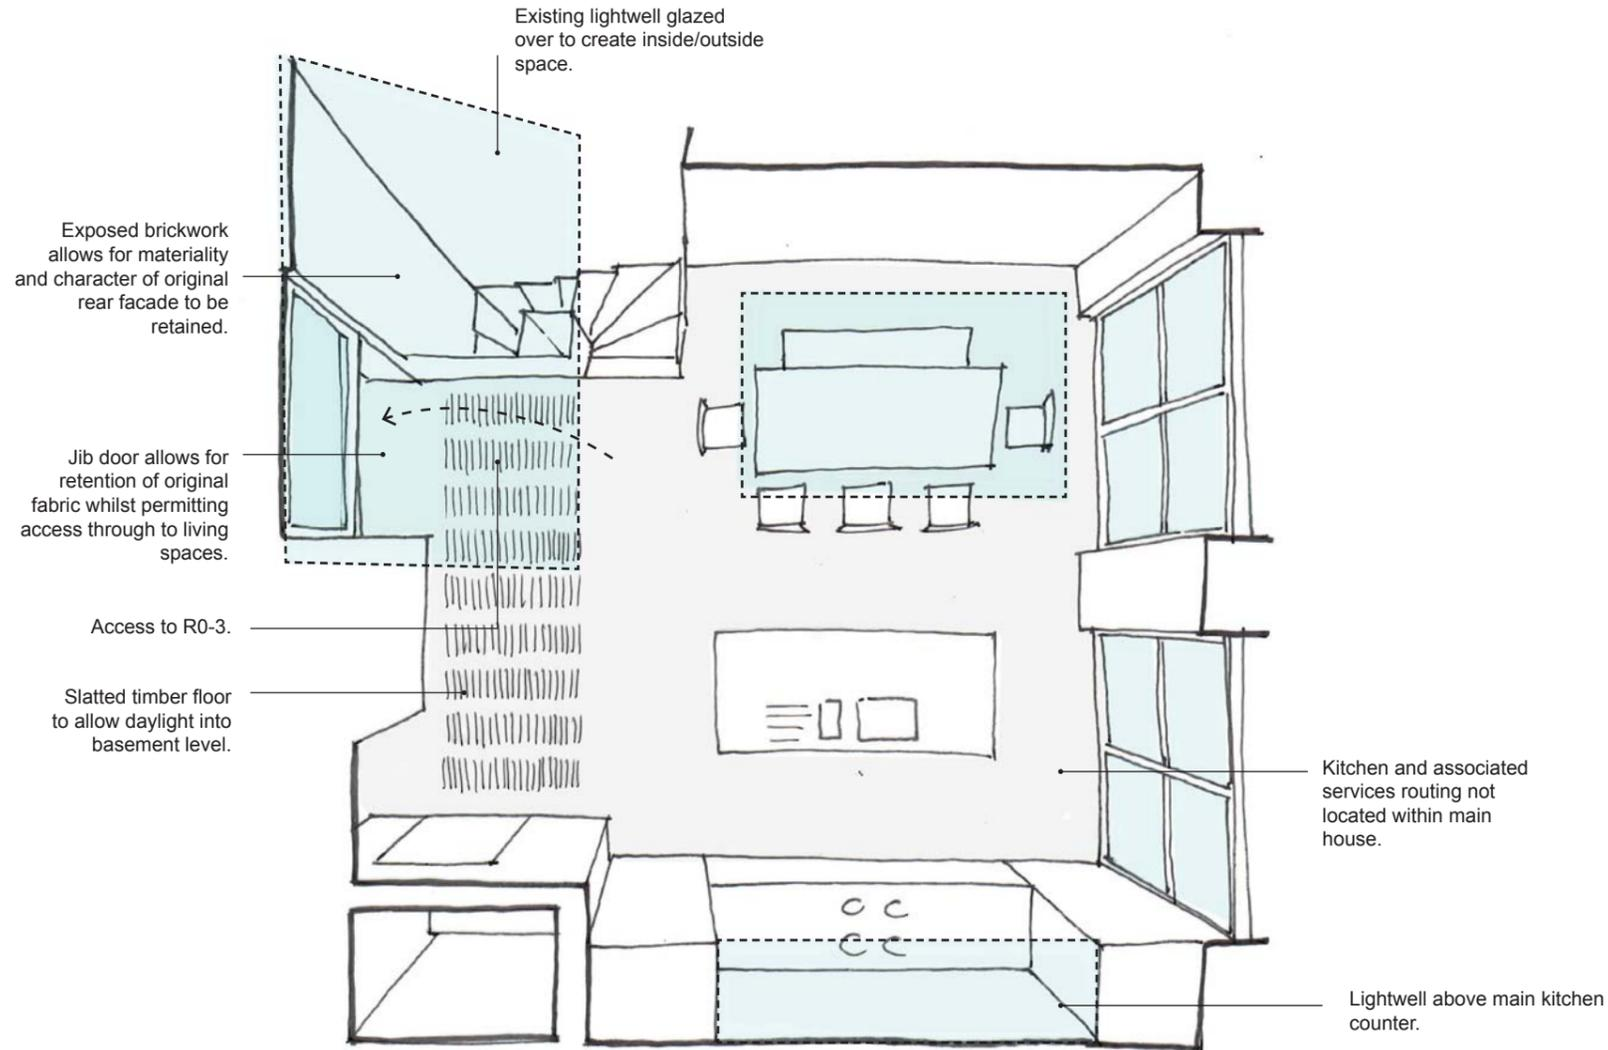 Existing lightwell glazed
over to create inside/outside
space.
Exposed brickwork
allows for materiality
and character of original
rear facade to be
retained.
Jib door allows for
retention of original
fabric whilst permitting
access through to living
spaces.
Access to R0-3.
Slatted timber floor
to allow daylight into
basement level.
Kitchen and associated
services routing not
located within main
house.
Lightwell above main kitchen
counter.